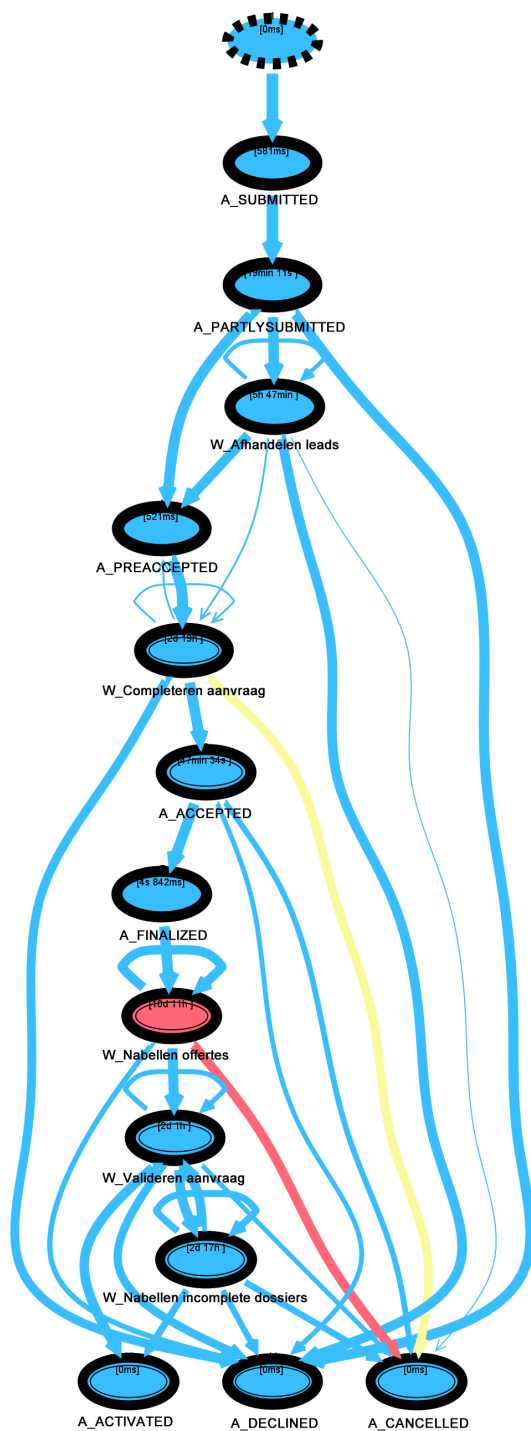 [0ms]
[581ms]
A_SUBMITTED
[19min 11s ]
A_PARTLYSUBMITTED
[5h 47min ]
W_Afhandelen leads
[521ms]
A_PREACCEPTED
[2d 19h ]
W_Completeren aanvraag
[47min 34s ]
A_ACCEPTED
[4s 842ms]
A_FINALIZED
[10d 11h ]
W_Nabellen offertes
[2d 1h ]
W_Valideren aanvraag
[2d 17h ]
W_Nabellen incomplete dossiers
[0ms] [0ms] [0ms]
A_ACTIVATED A_DECLINED A_CANCELLED